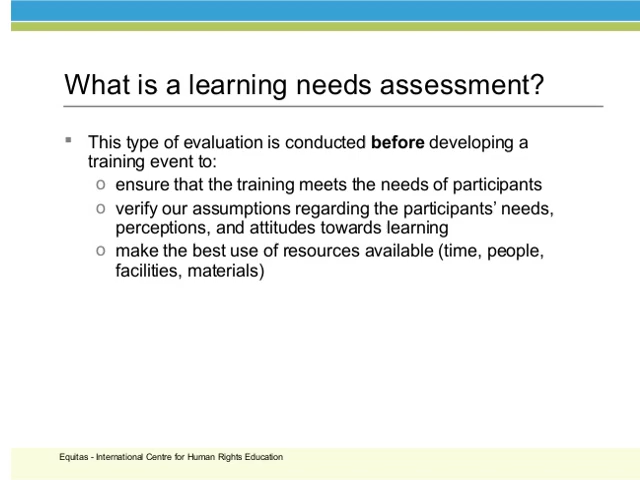 What is a learning needs assessment?
▪ This type of evaluation is conducted before developing a
training event to:
o ensure that the training meets the needs of participants
o verify our assumptions regarding the participants’ needs,
perceptions, and attitudes towards learning
o make the best use of resources available (time, people,
facilities, materials)
Equitas - International Centre for Human Rights Education